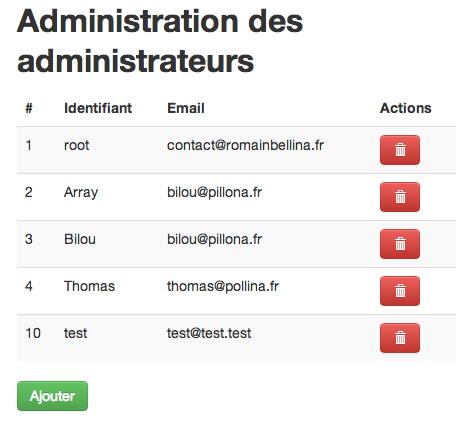 Administration des
administrateurs
# Identifiant Email Actions
1 root contact@romainbellina.fr
2 Array bilou@pillona.fr
3 Bilou bilou@pillona.fr
4 Thomas thomas@pollina.fr
10 test test@test.test
Ajouter